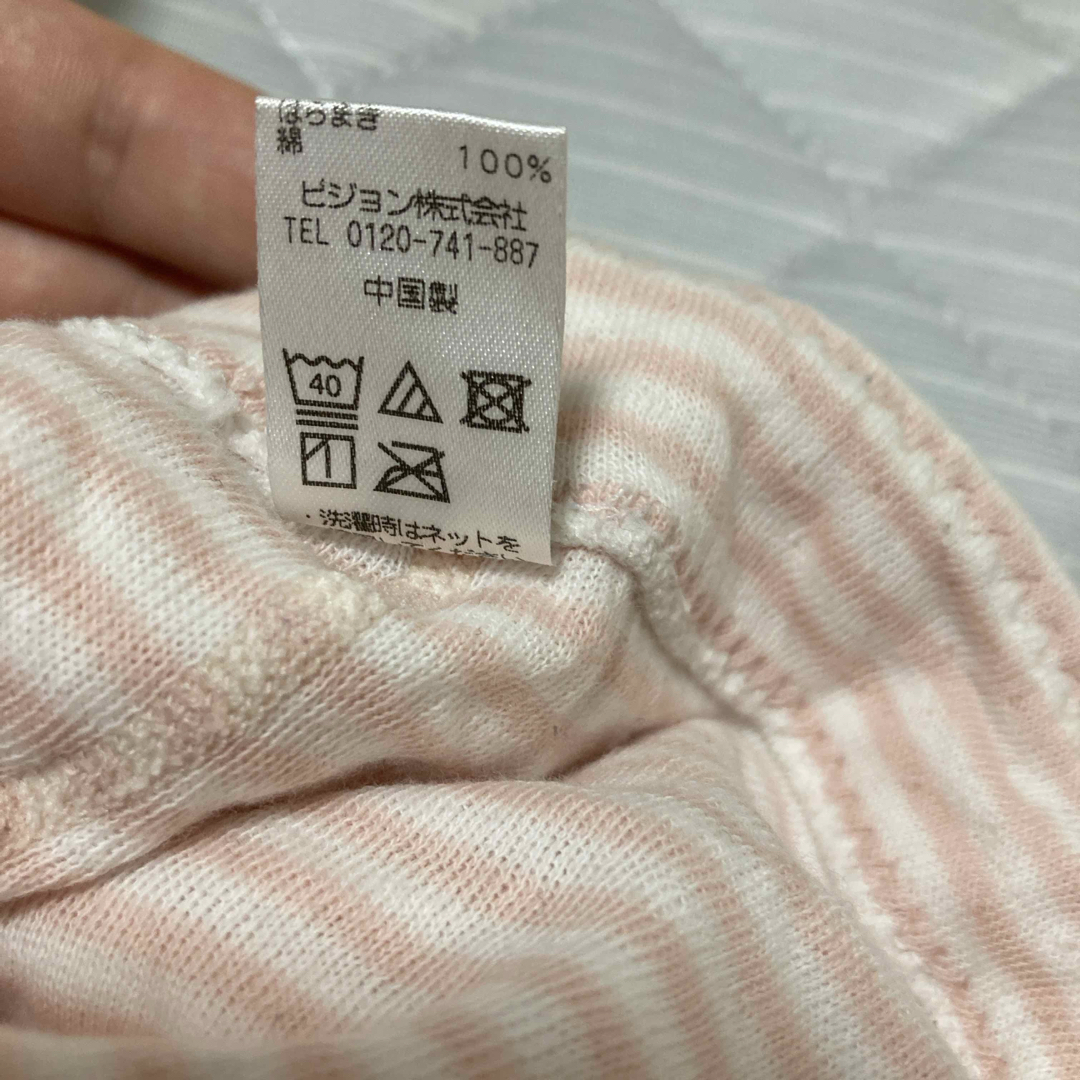 はらまき
綿 100%
ピジョン株式会社
TEL 0120-741-887
中国製
40
・洗濯時はネットを